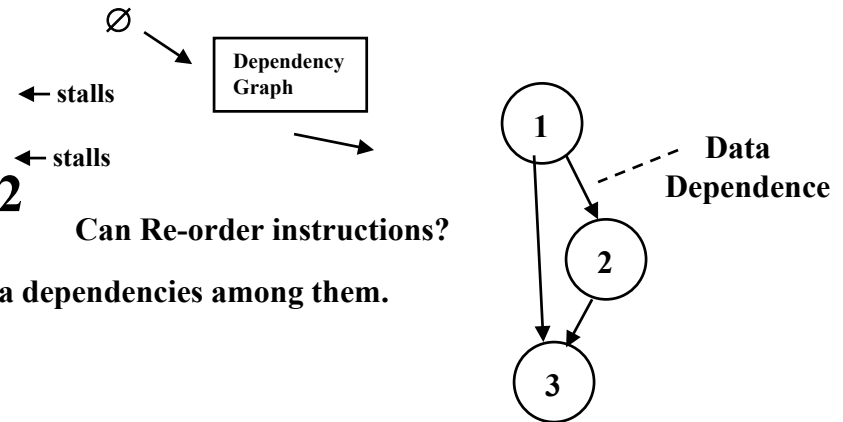 ∅
Dependency
Graph
← stalls
← stalls
2
Can Re-order instructions?
a dependencies among them.
1
Data
Dependence
2
3